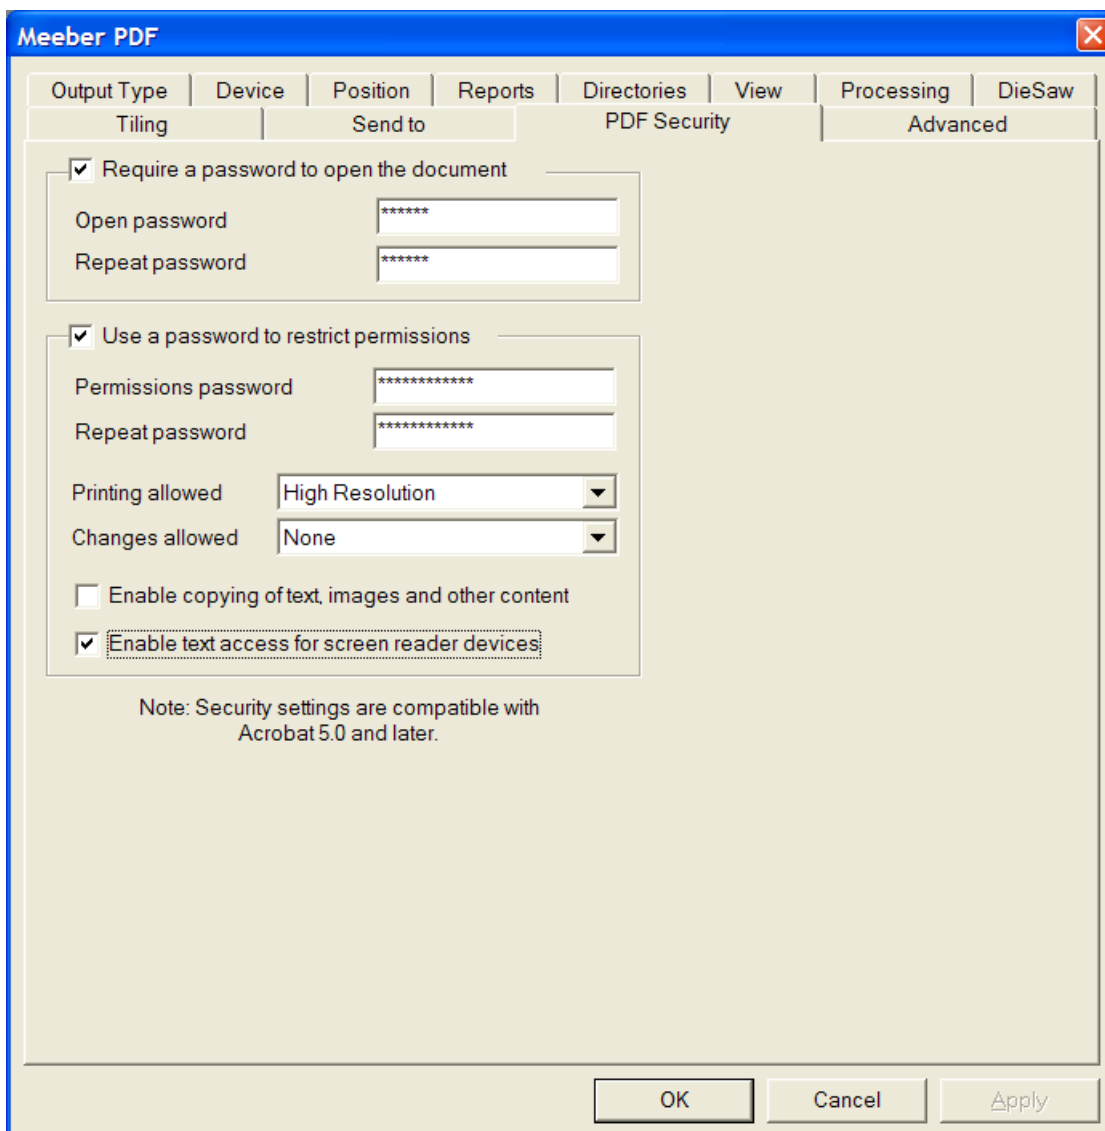 Meeber PDF
Output Type Device Position Reports Directories View Processing DieSaw
Tiling Send to PDF Security Advanced
Require a password to open the document
Open password ******
Repeat password ******
Use a password to restrict permissions
Permissions password ************
Repeat password ************
Printing allowed High Resolution
Changes allowed None
Enable copying of text, images and other content
Enable text access for screen reader devices
Note: Security settings are compatible with
Acrobat 5.0 and later.
OK Cancel Apply